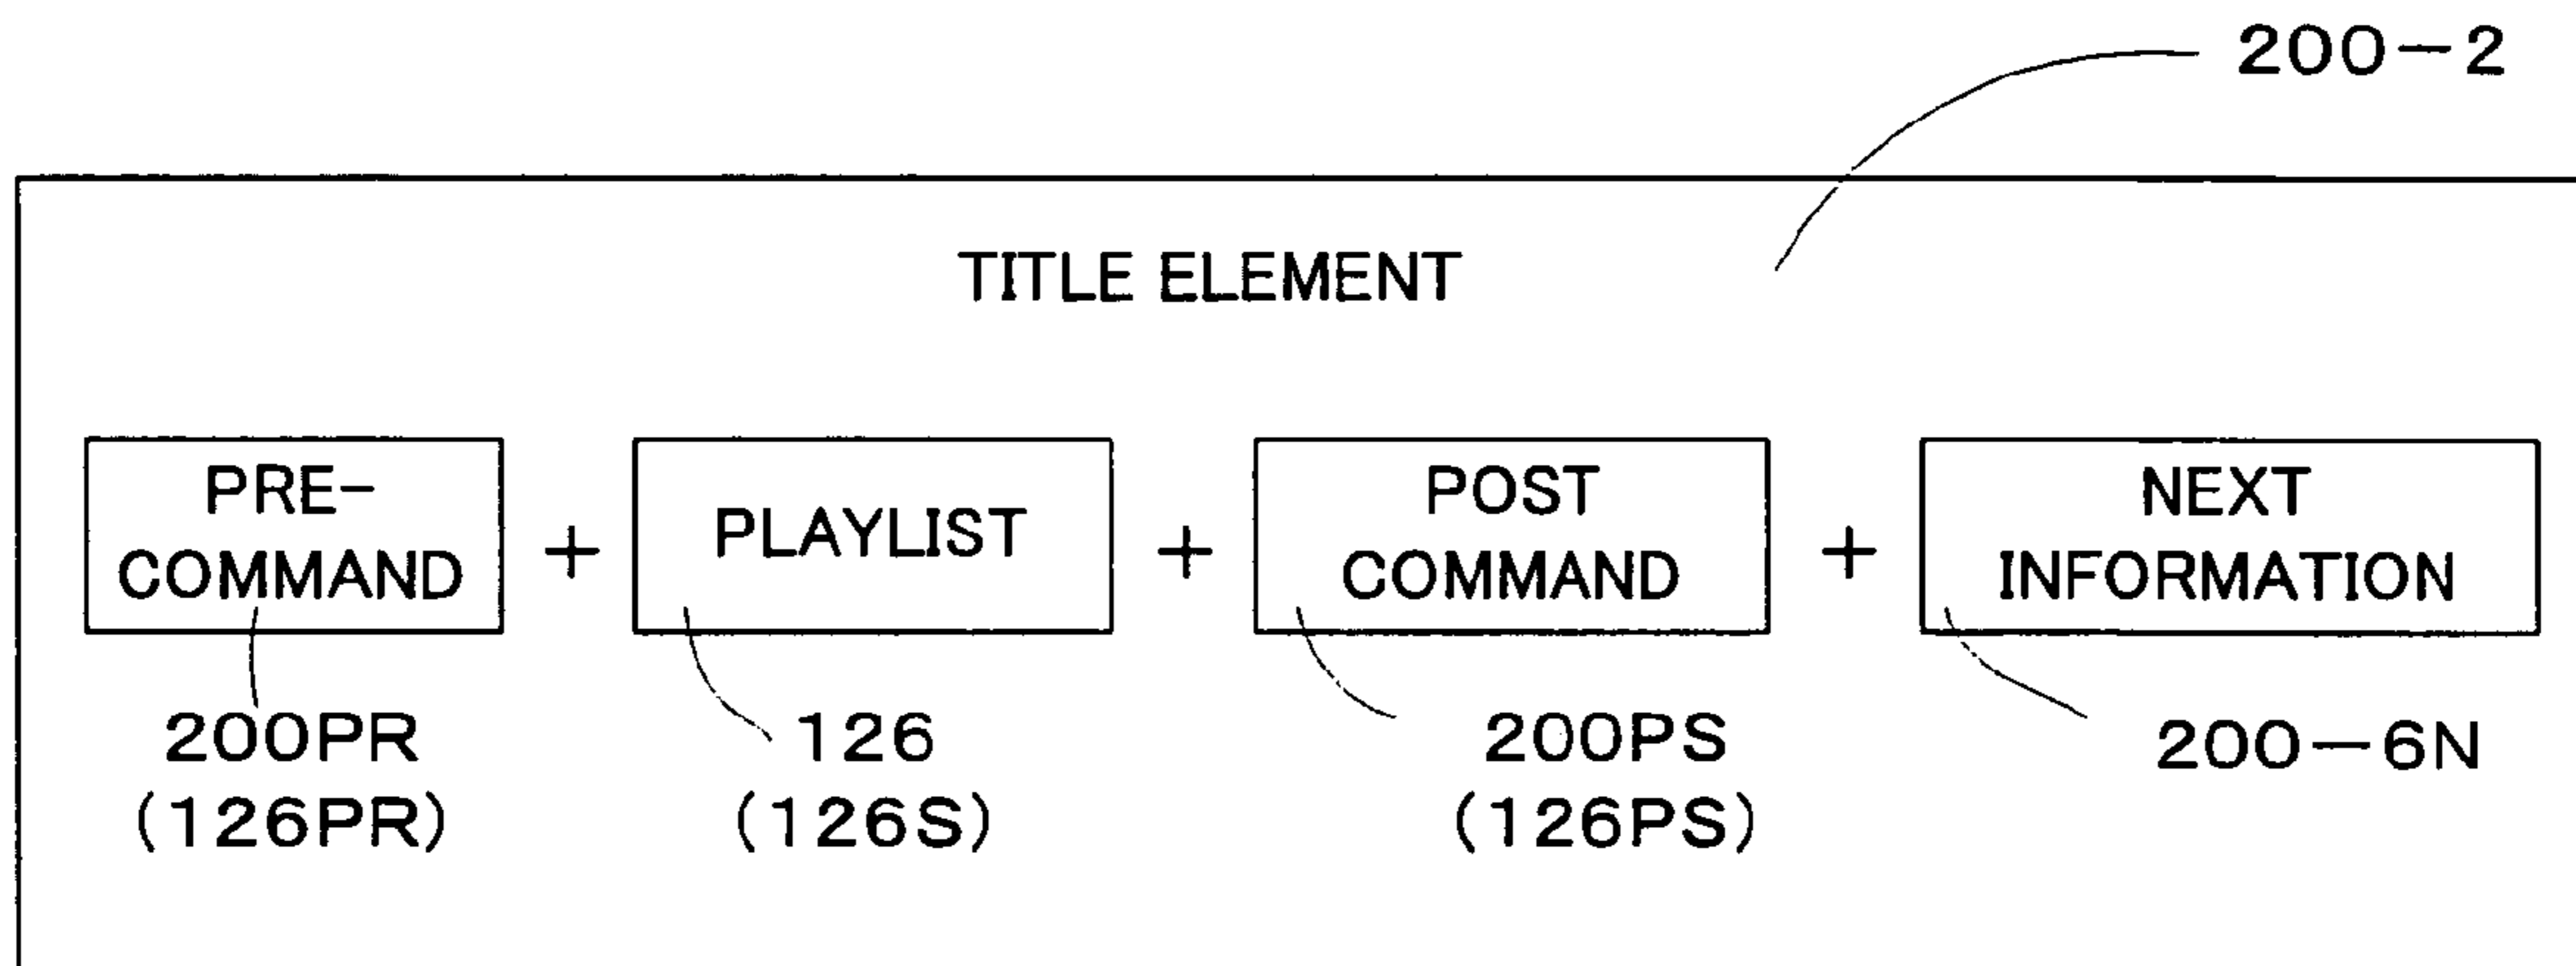 200-2
TITLE ELEMENT
PRE-
COMMAND
+
PLAYLIST
+
POST
COMMAND
+
NEXT
INFORMATION
200PR
(126PR)
126
(126S)
200PS
(126PS)
200-6N